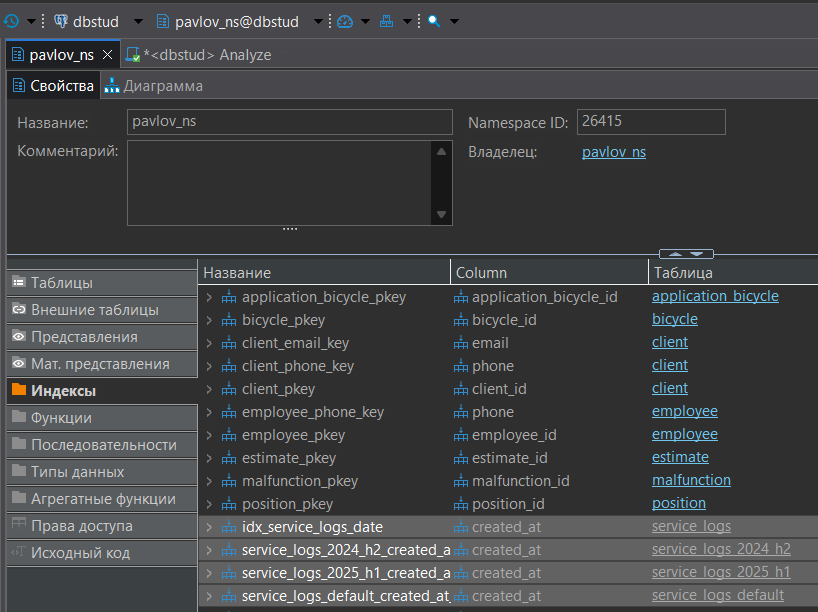 dbstud pavlov_ns@dbstud
pavlov_ns *<dbstud> Analyze
Свойства Диаграмма
Название: pavlov_ns Namespace ID: 26415
Комментарий: Владелец: pavlov_ns
Название Column Таблица
Таблицы
Внешние таблицы
Представления
Мат. представления
Индексы
Функции
Последовательности
Типы данных
Агрегатные функции
Права доступа
Исходный код
application_bicycle_pkey application_bicycle_id application_bicycle
bicycle_pkey bicycle_id bicycle
client_email_key email client
client_phone_key phone client
client_pkey client_id client
employee_phone_key phone employee
employee_pkey employee_id employee
estimate_pkey estimate_id estimate
malfunction_pkey malfunction_id malfunction
position_pkey position_id position
idx_service_logs_date created_at service_logs
service_logs_2024_h2_created_a created_at service_logs_2024_h2
service_logs_2025_h1_created_a created_at service_logs_2025_h1
service_logs_default_created_at_ created_at service_logs_default